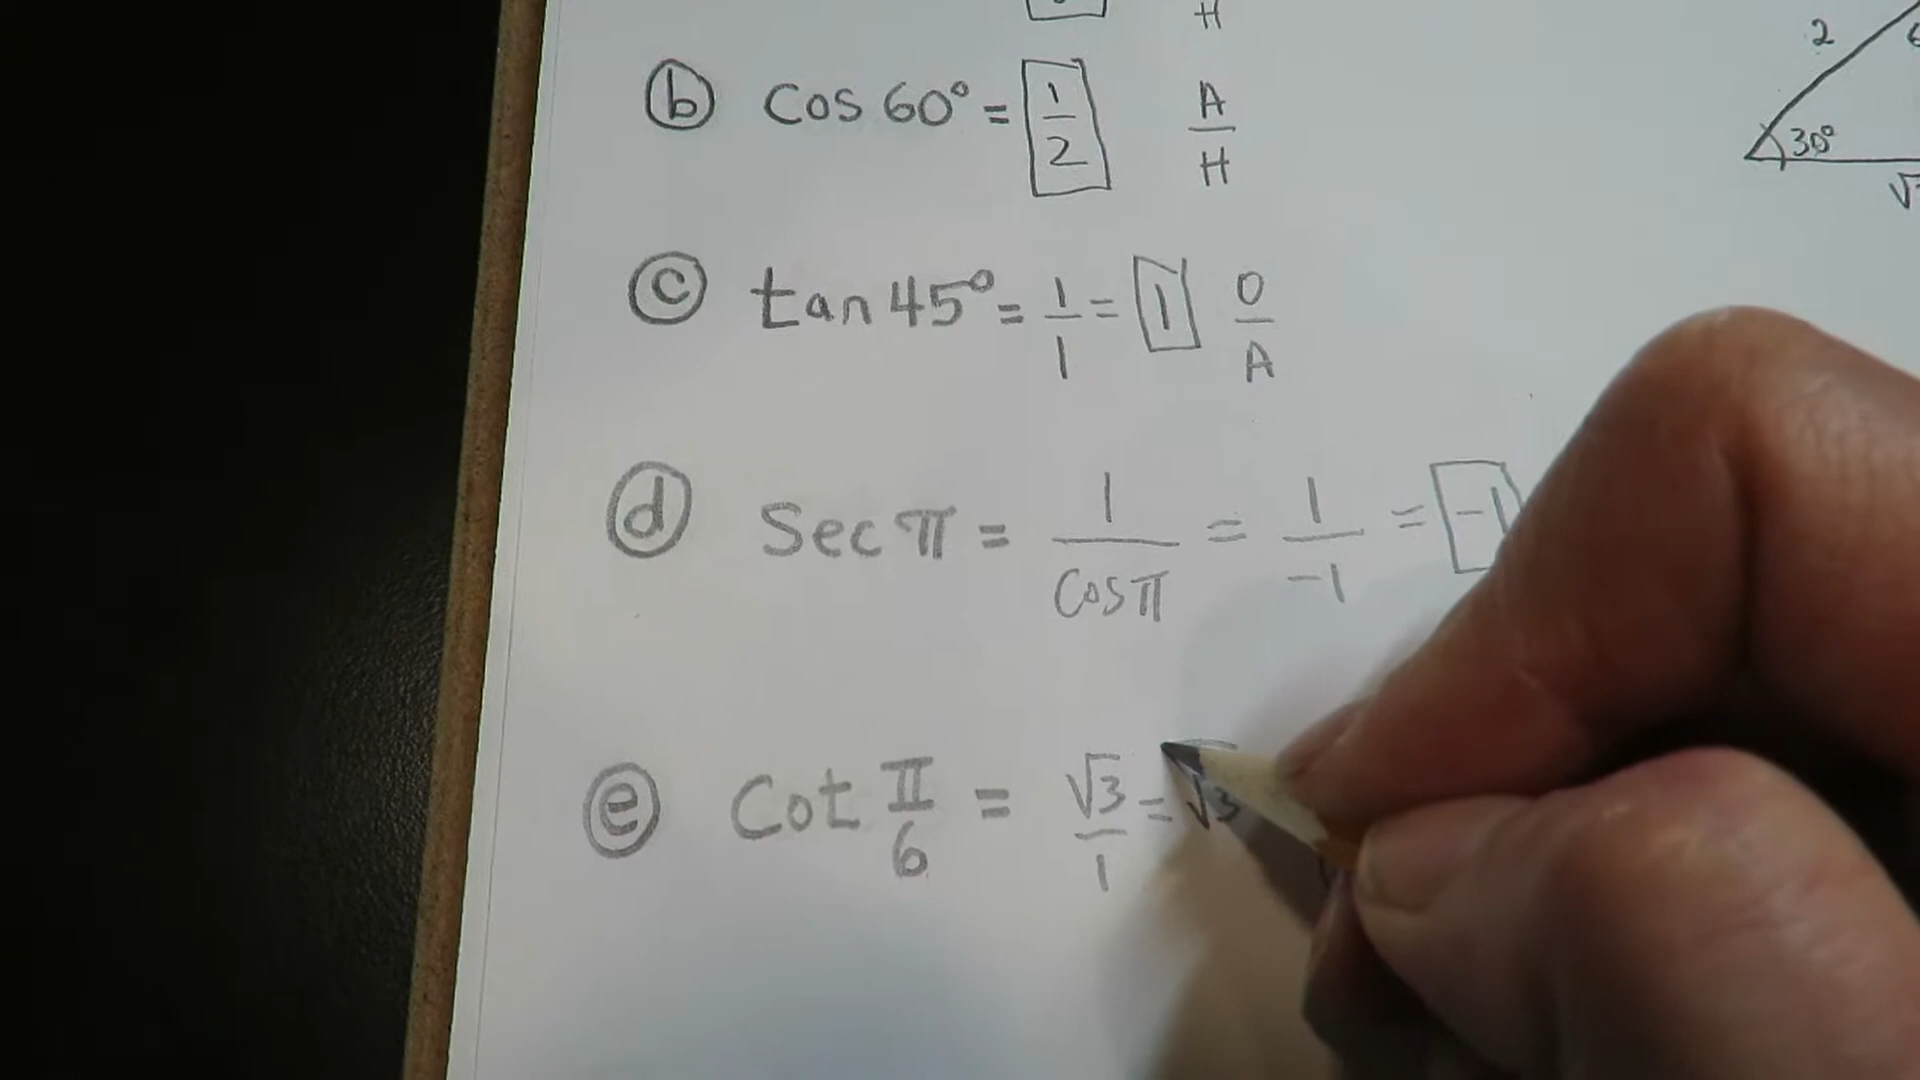 H
ⓑ cos 60° = 1/2 A/H
ⓒ tan 45° = 1/1 = 1 O/A
ⓓ Sec π = 1/cos π = 1/-1 = -1
ⓔ Cot π/6 = √3/1 = √3
2
30°